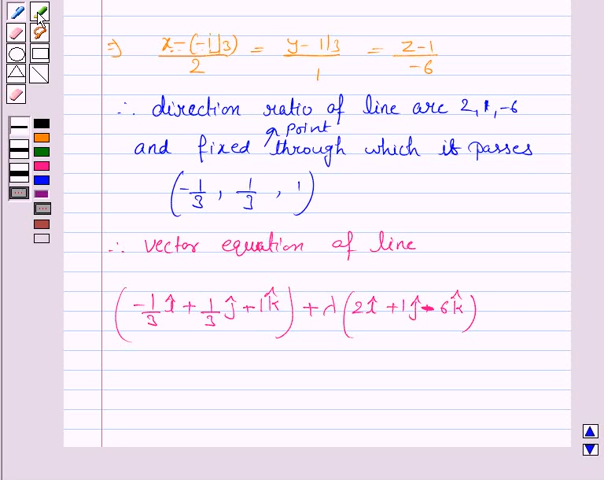 ⇒ x-(-1/3)/2 = y-1/3/1 = z-1/-6
∴ direction ratio of line are 2, 1, -6
and fixed point through which it passes
(-1/3, 1/3, 1)
∴ vector equation of line
(-1/3 î + 1/3 ĵ + 1k̂) + λ(2î + 1ĵ - 6k̂)